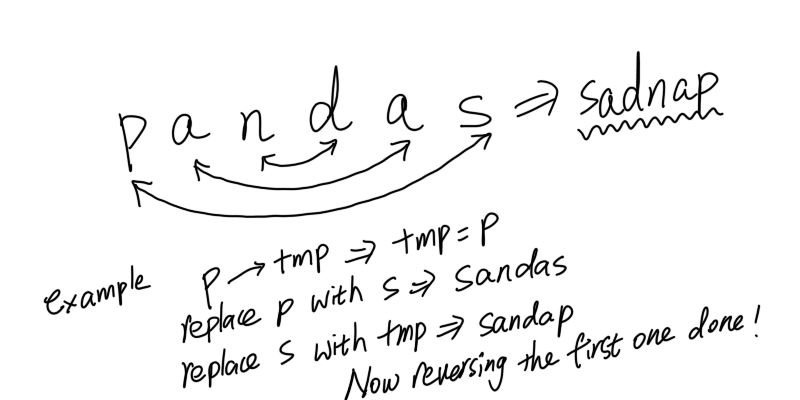 p a n d a s ⇒ sadnap
example p → tmp ⇒ tmp = p
replace p with s ⇒ sandas
replace s with tmp ⇒ sandap
Now reversing the first one done!